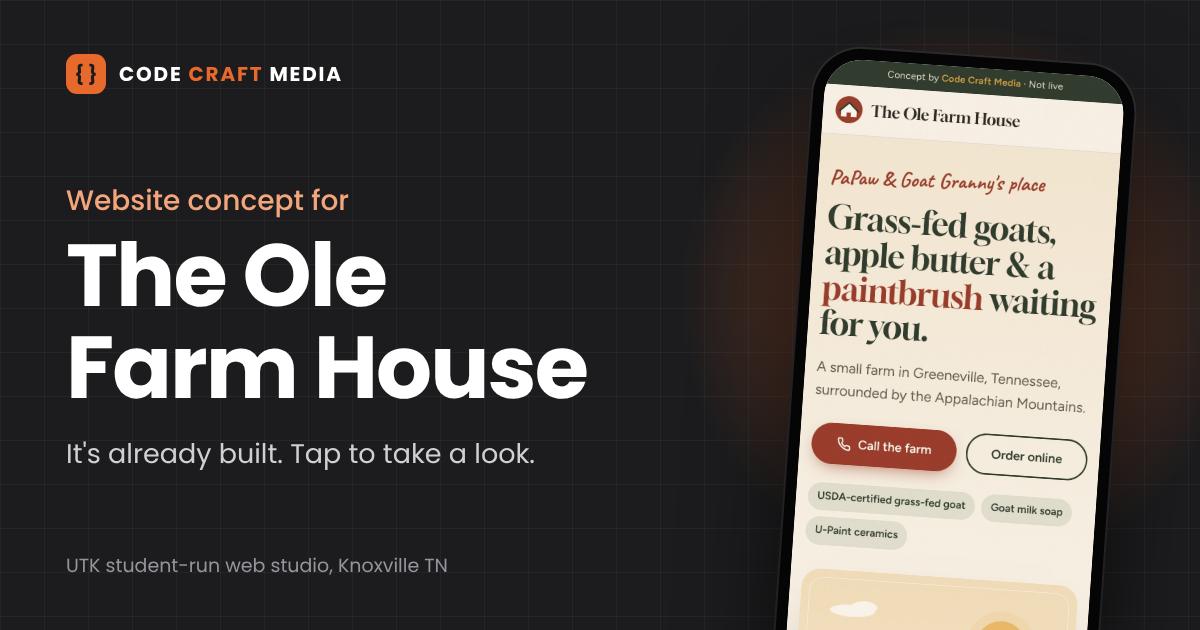 { } CODE CRAFT MEDIA
Website concept for
The Ole
Farm House
It's already built. Tap to take a look.
UTK student-run web studio, Knoxville TN
Concept by Code Craft Media · Not live
The Ole Farm House
PaPaw & Goat Granny's place
Grass-fed goats,
apple butter & a
paintbrush waiting
for you.
A small farm in Greeneville, Tennessee,
surrounded by the Appalachian Mountains.
Call the farm
Order online
USDA-certified grass-fed goat
Goat milk soap
U-Paint ceramics